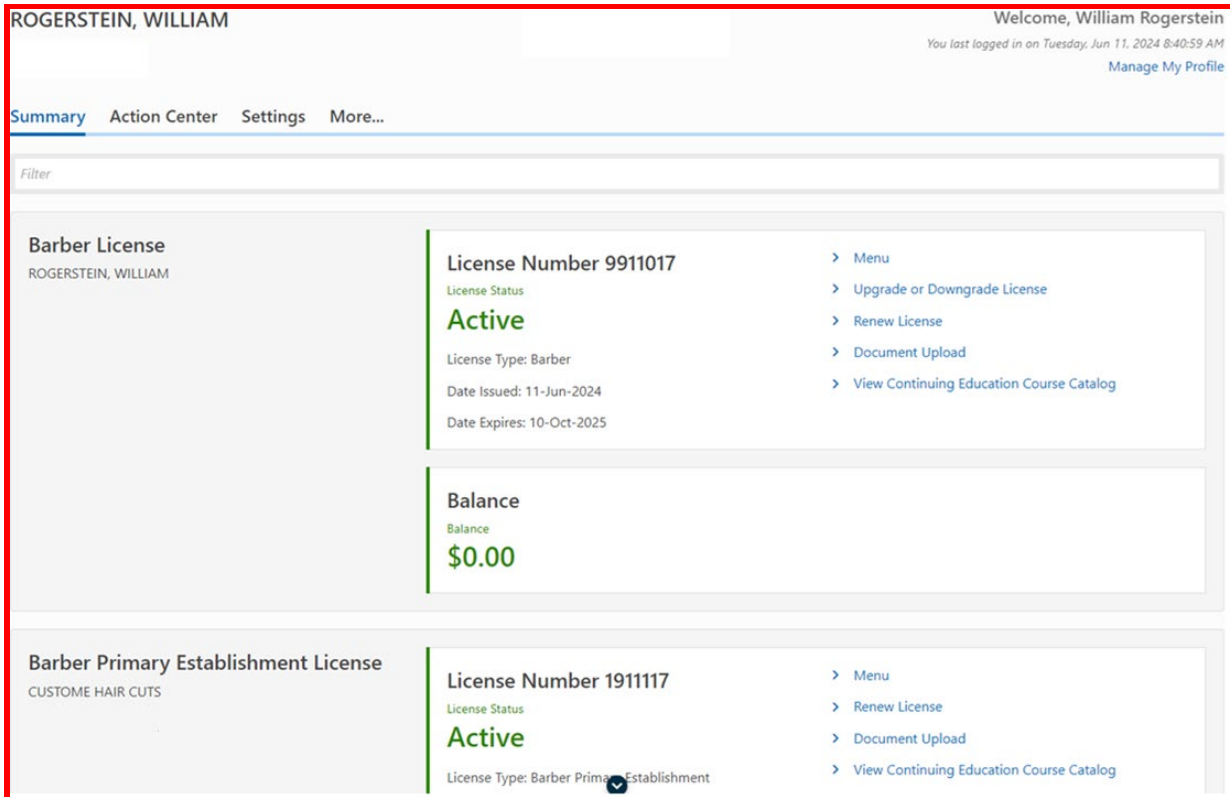 ROGERSTEIN, WILLIAM
Welcome, William Rogerstein
You last logged in on Tuesday, Jun 11, 2024 8:40:59 AM
Manage My Profile
Summary Action Center Settings More...
Filter
Barber License
ROGERSTEIN, WILLIAM
License Number 9911017
License Status
Active
License Type: Barber
Date Issued: 11-Jun-2024
Date Expires: 10-Oct-2025
Menu
Upgrade or Downgrade License
Renew License
Document Upload
View Continuing Education Course Catalog
Balance
Balance
$0.00
Barber Primary Establishment License
CUSTOME HAIR CUTS
License Number 1911117
License Status
Active
License Type: Barber Primary Establishment
Menu
Renew License
Document Upload
View Continuing Education Course Catalog